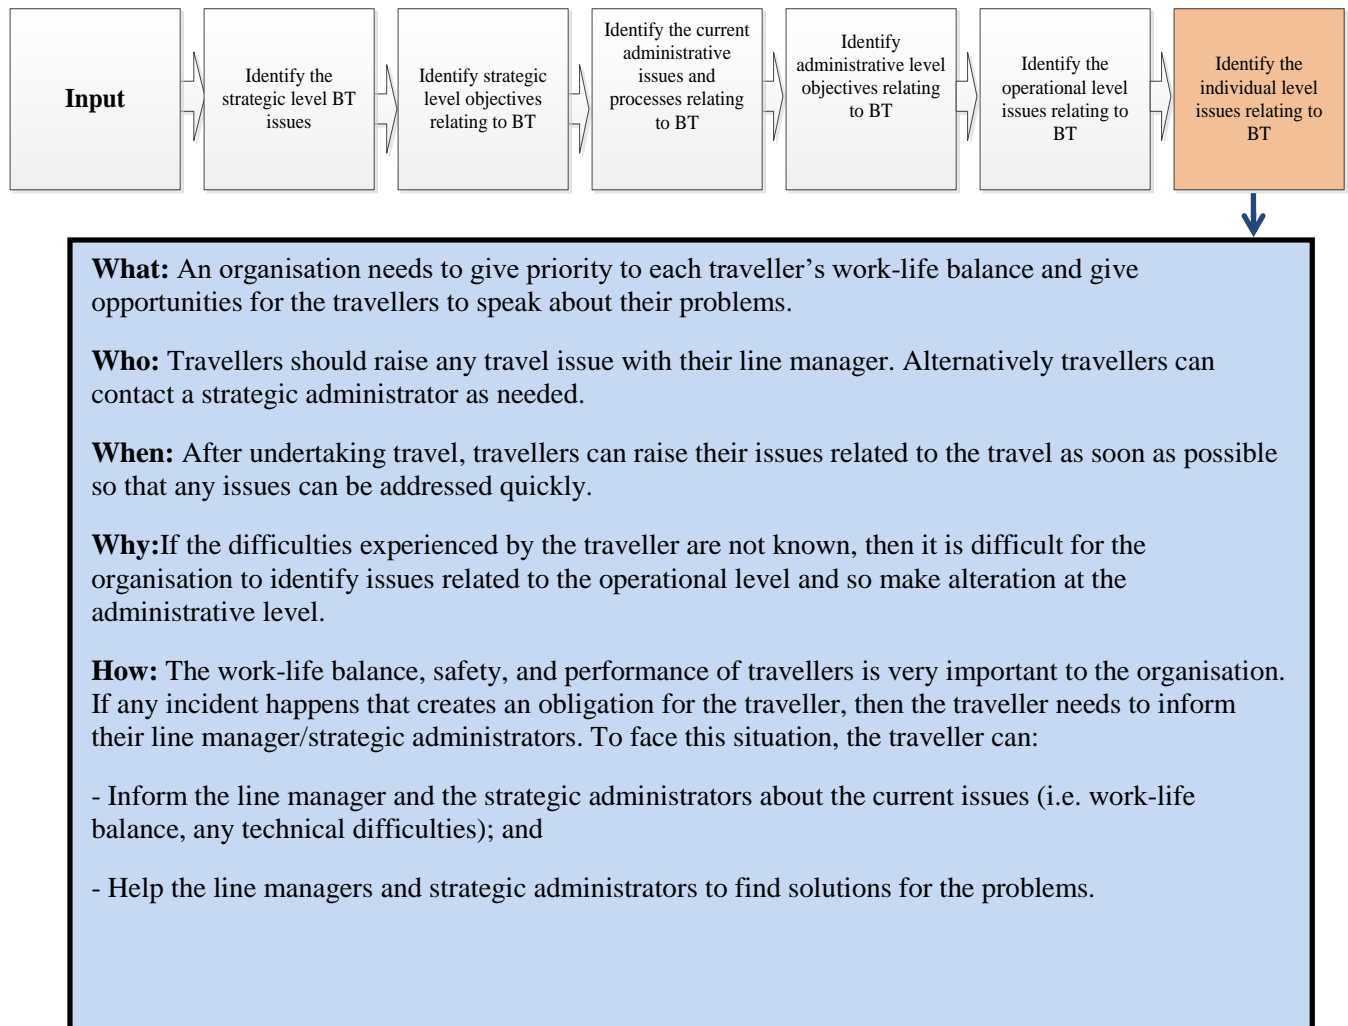 Input
Identify the
strategic level BT
issues
Identify strategic
level objectives
relating to BT
Identify the current
administrative
issues and
processes relating
to BT
Identify
administrative level
objectives relating
to BT
Identify the
operational level
issues relating to
BT
Identify the
individual level
issues relating to
BT
What: An organisation needs to give priority to each traveller’s work-life balance and give
opportunities for the travellers to speak about their problems.
Who: Travellers should raise any travel issue with their line manager. Alternatively travellers can
contact a strategic administrator as needed.
When: After undertaking travel, travellers can raise their issues related to the travel as soon as possible
so that any issues can be addressed quickly.
Why:If the difficulties experienced by the traveller are not known, then it is difficult for the
organisation to identify issues related to the operational level and so make alteration at the
administrative level.
How: The work-life balance, safety, and performance of travellers is very important to the organisation.
If any incident happens that creates an obligation for the traveller, then the traveller needs to inform
their line manager/strategic administrators. To face this situation, the traveller can:
- Inform the line manager and the strategic administrators about the current issues (i.e. work-life
balance, any technical difficulties); and
- Help the line managers and strategic administrators to find solutions for the problems.